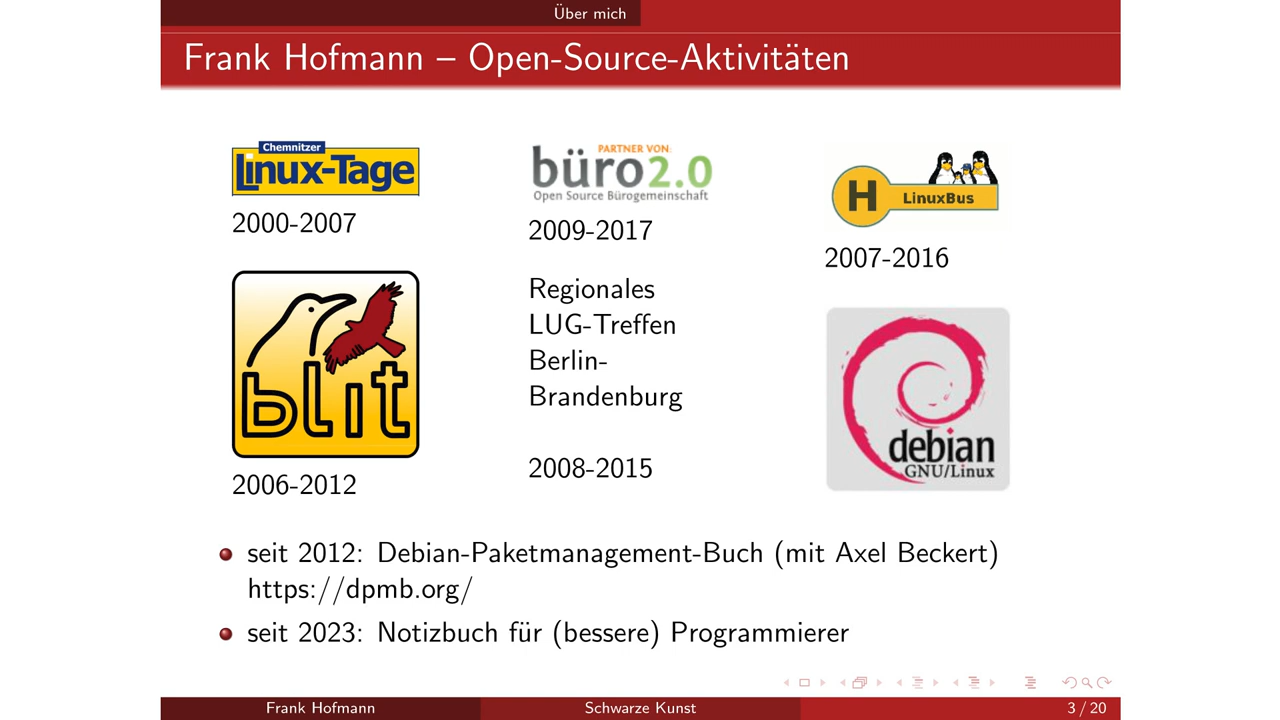 Über mich
Frank Hofmann – Open-Source-Aktivitäten
Chemnitzer
Linux-Tage
2000-2007
blit
2006-2012
PARTNER VON:
büro2.0
Open Source Bürogemeinschaft
2009-2017
Regionales
LUG-Treffen
Berlin-
Brandenburg
2008-2015
H
LinuxBus
2007-2016
debian
GNU/Linux
seit 2012: Debian-Paketmanagement-Buch (mit Axel Beckert)
https://dpmb.org/
seit 2023: Notizbuch für (bessere) Programmierer
Frank Hofmann
Schwarze Kunst
3 / 20